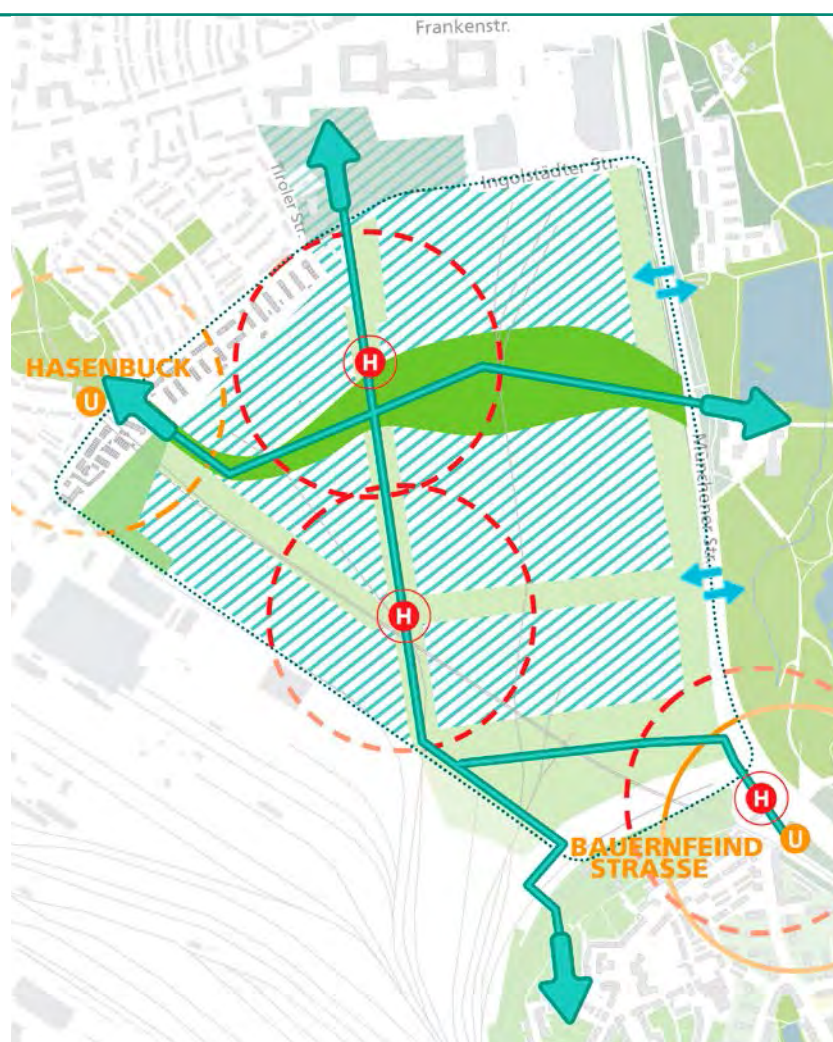 Frankenstr.
Tiroler Str.
Ingolstädter Str.
HASENBUCK
U
H
Münchener Str.
H
H
BAUERNFEIND
STRASSE
U